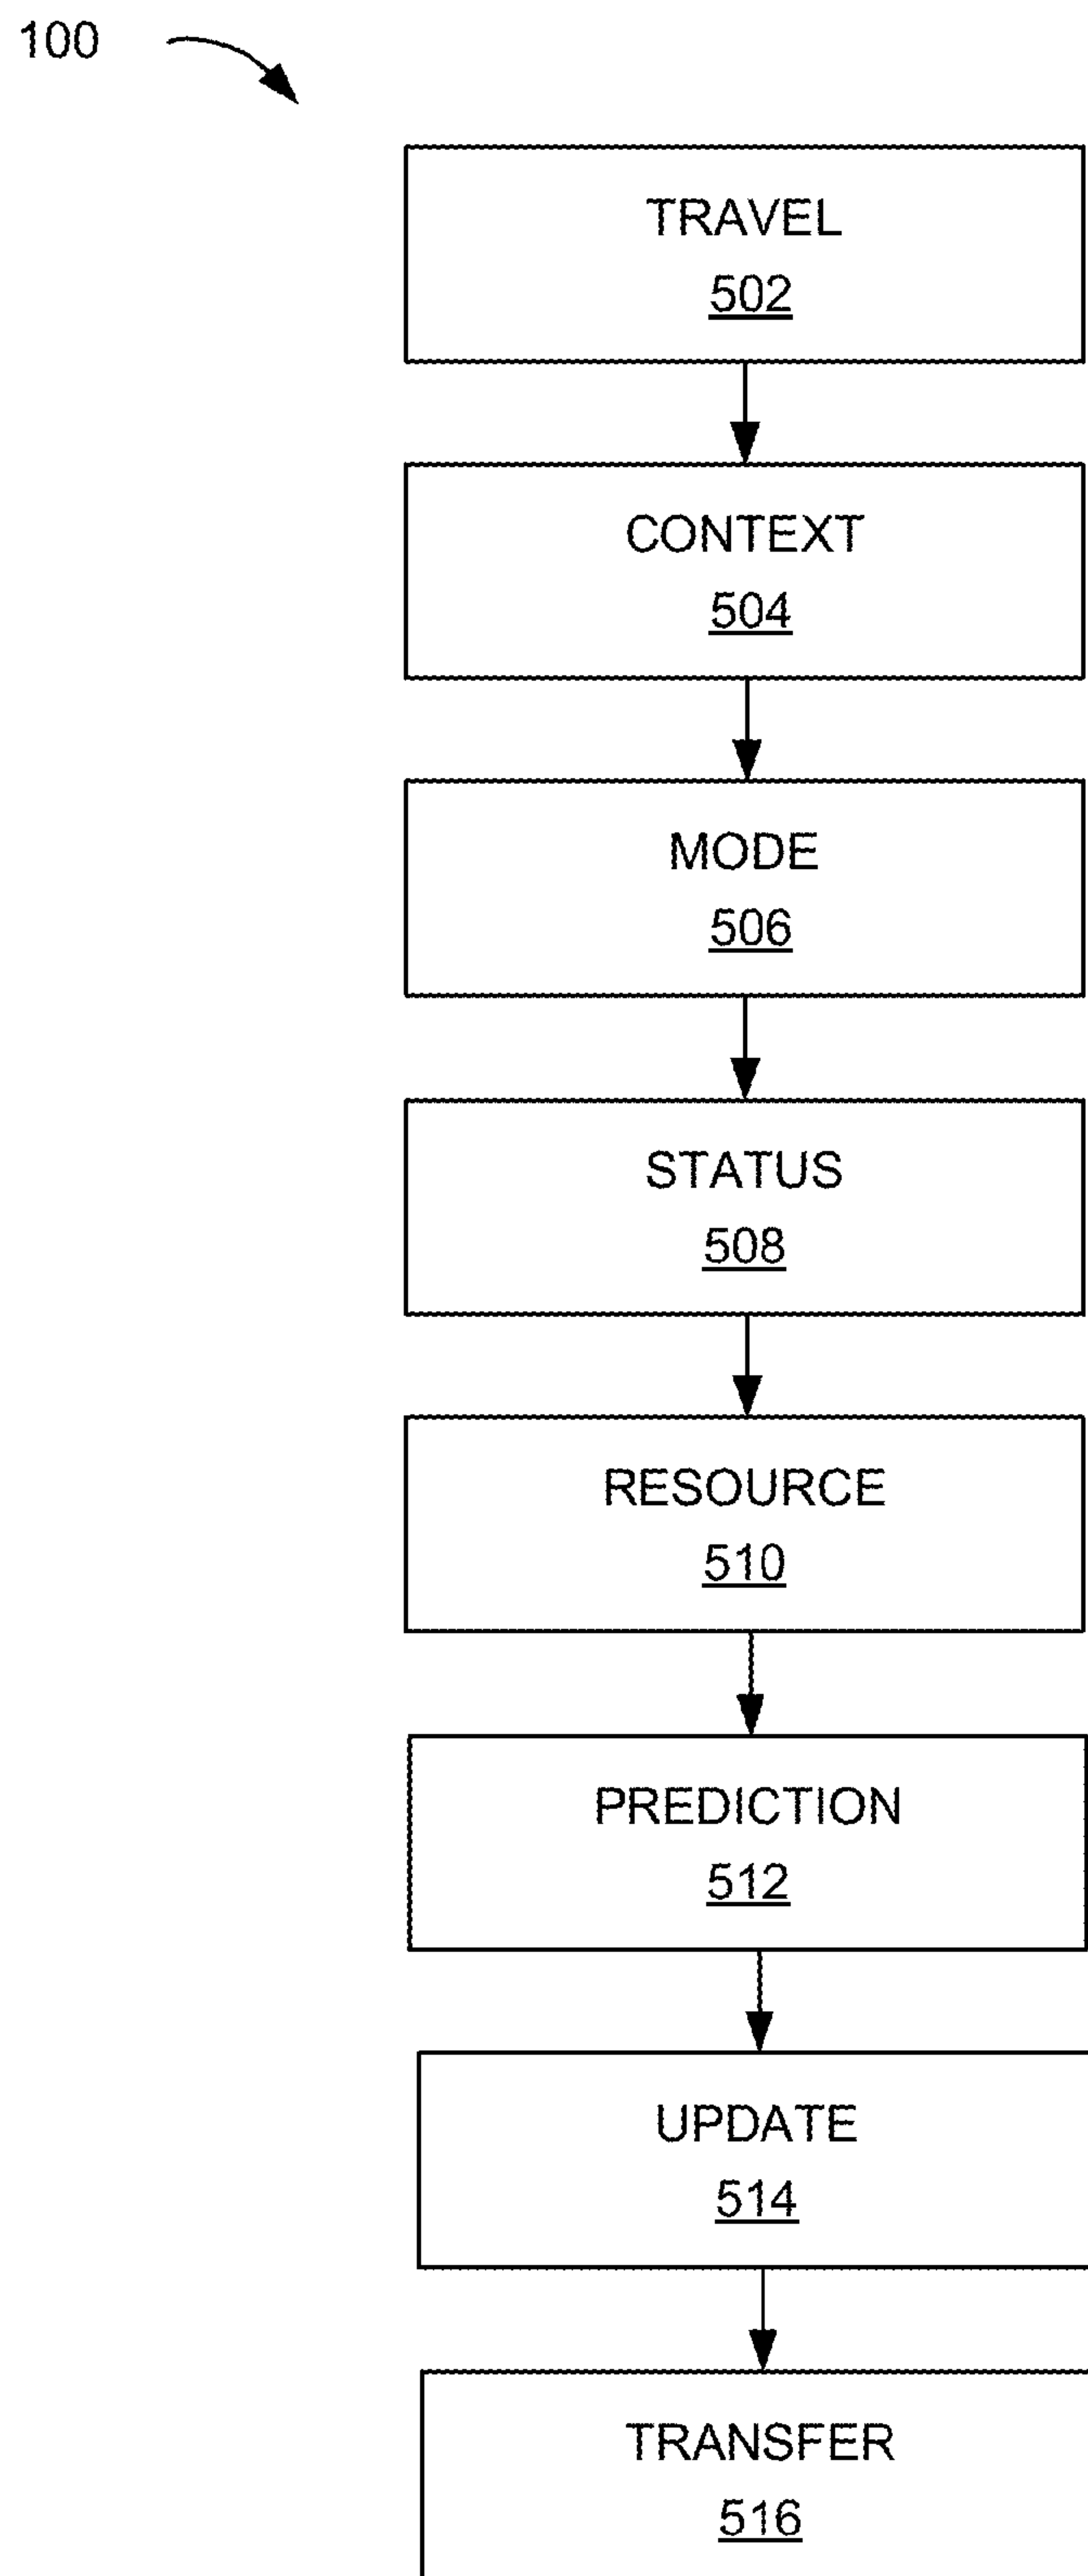 100
TRAVEL
502
CONTEXT
504
MODE
506
STATUS
508
RESOURCE
510
PREDICTION
512
UPDATE
514
TRANSFER
516